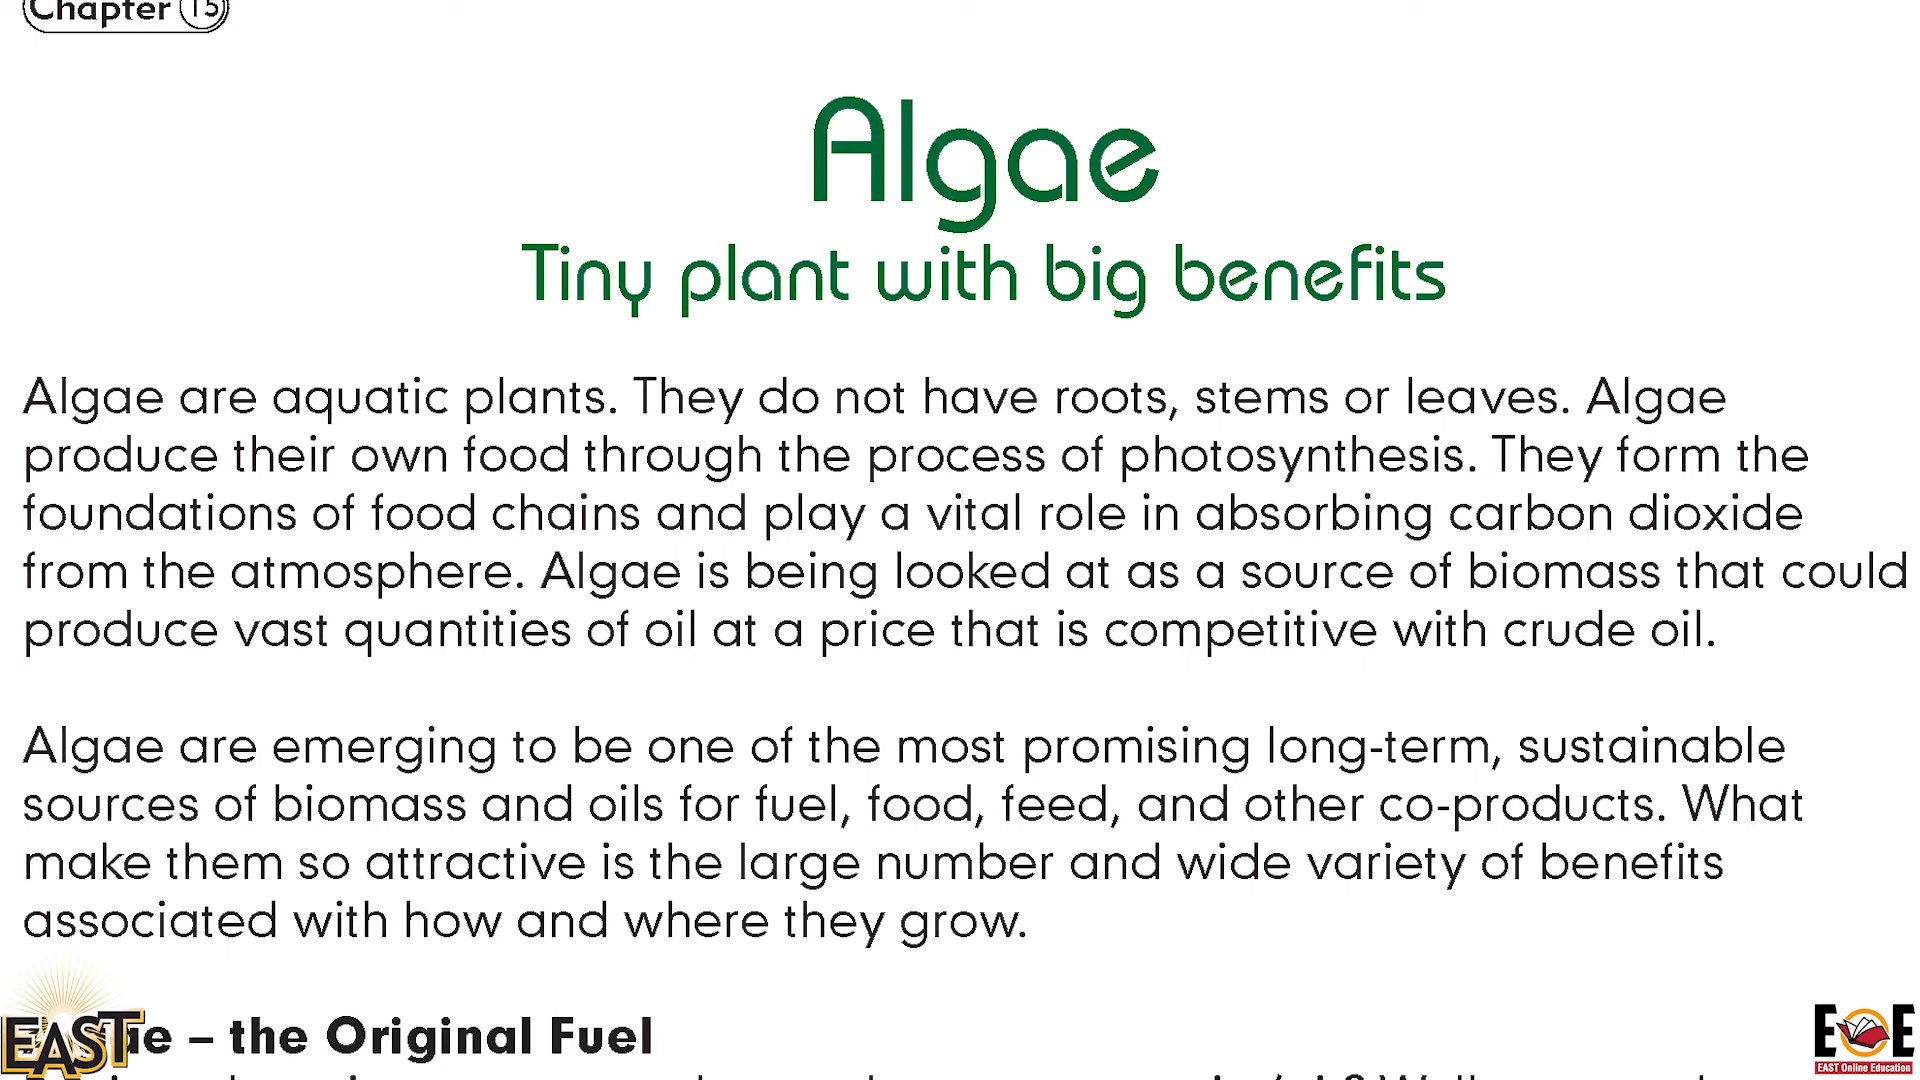 Chapter 15
Algae
Tiny plant with big benefits
Algae are aquatic plants. They do not have roots, stems or leaves. Algae
produce their own food through the process of photosynthesis. They form the
foundations of food chains and play a vital role in absorbing carbon dioxide
from the atmosphere. Algae is being looked at as a source of biomass that could
produce vast quantities of oil at a price that is competitive with crude oil.
Algae are emerging to be one of the most promising long-term, sustainable
sources of biomass and oils for fuel, food, feed, and other co-products. What
make them so attractive is the large number and wide variety of benefits
associated with how and where they grow.
– the Original Fuel
EAST
EOE
EAST Online Education